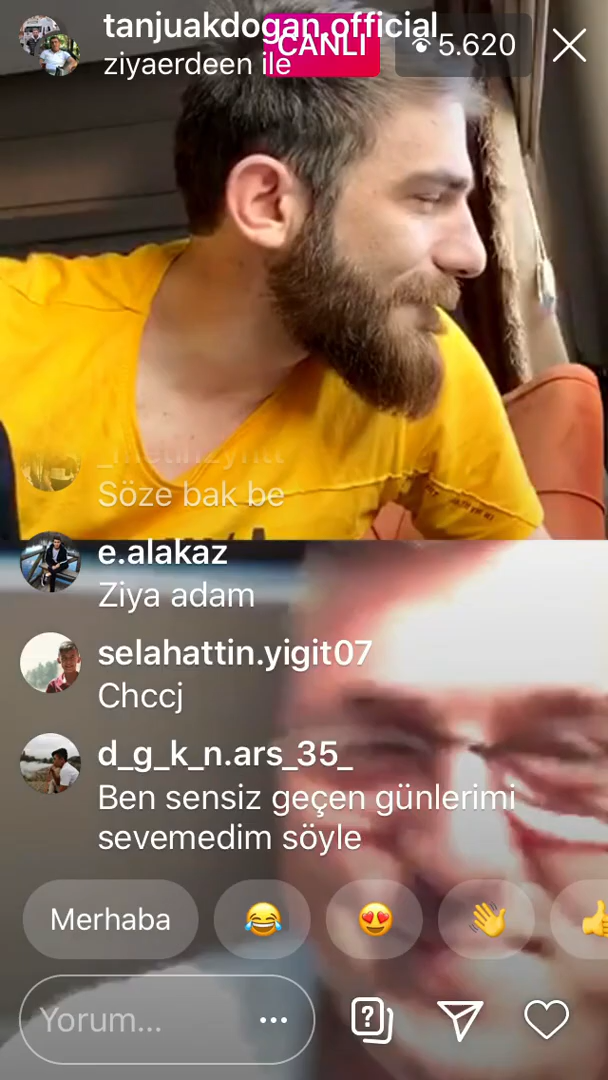 tanjuakdogan.official
CANLI
5.620
ziyaerdeen ile
Söze bak be
e.alakaz
Ziya adam
selahattin.yigit07
Chccj
d_g_k_n.ars_35_
Ben sensiz geçen günlerimi
sevemedim söyle
Merhaba
Yorum...